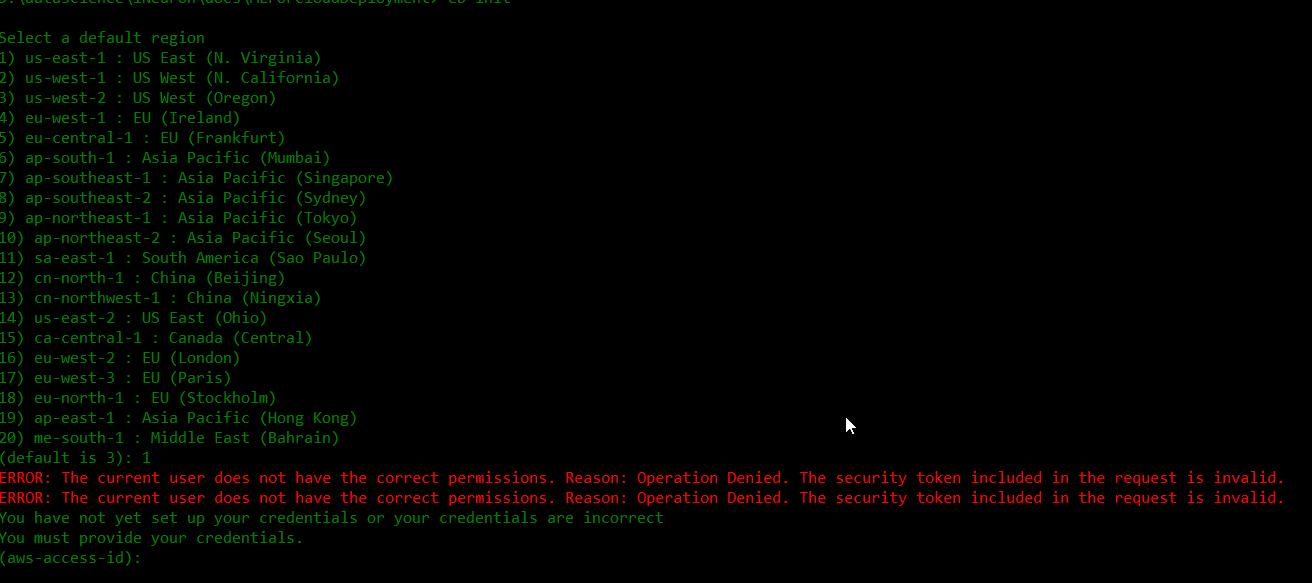 Select a default region
1) us-east-1 : US East (N. Virginia)
2) us-west-1 : US West (N. California)
3) us-west-2 : US West (Oregon)
4) eu-west-1 : EU (Ireland)
5) eu-central-1 : EU (Frankfurt)
6) ap-south-1 : Asia Pacific (Mumbai)
7) ap-southeast-1 : Asia Pacific (Singapore)
8) ap-southeast-2 : Asia Pacific (Sydney)
9) ap-northeast-1 : Asia Pacific (Tokyo)
10) ap-northeast-2 : Asia Pacific (Seoul)
11) sa-east-1 : South America (Sao Paulo)
12) cn-north-1 : China (Beijing)
13) cn-northwest-1 : China (Ningxia)
14) us-east-2 : US East (Ohio)
15) ca-central-1 : Canada (Central)
16) eu-west-2 : EU (London)
17) eu-west-3 : EU (Paris)
18) eu-north-1 : EU (Stockholm)
19) ap-east-1 : Asia Pacific (Hong Kong)
20) me-south-1 : Middle East (Bahrain)
(default is 3): 1
ERROR: The current user does not have the correct permissions. Reason: Operation Denied. The security token included in the request is invalid.
ERROR: The current user does not have the correct permissions. Reason: Operation Denied. The security token included in the request is invalid.
You have not yet set up your credentials or your credentials are incorrect
You must provide your credentials.
(aws-access-id):